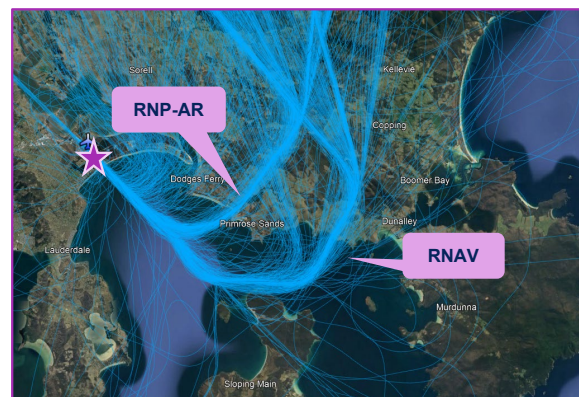 Sorell
Kellevie
RNP-AR
Copping
Dodges Ferry
Boomer Bay
Primrose Sands
Dunalley
Lauderdale
RNAV
Murdunna
Sloping Main